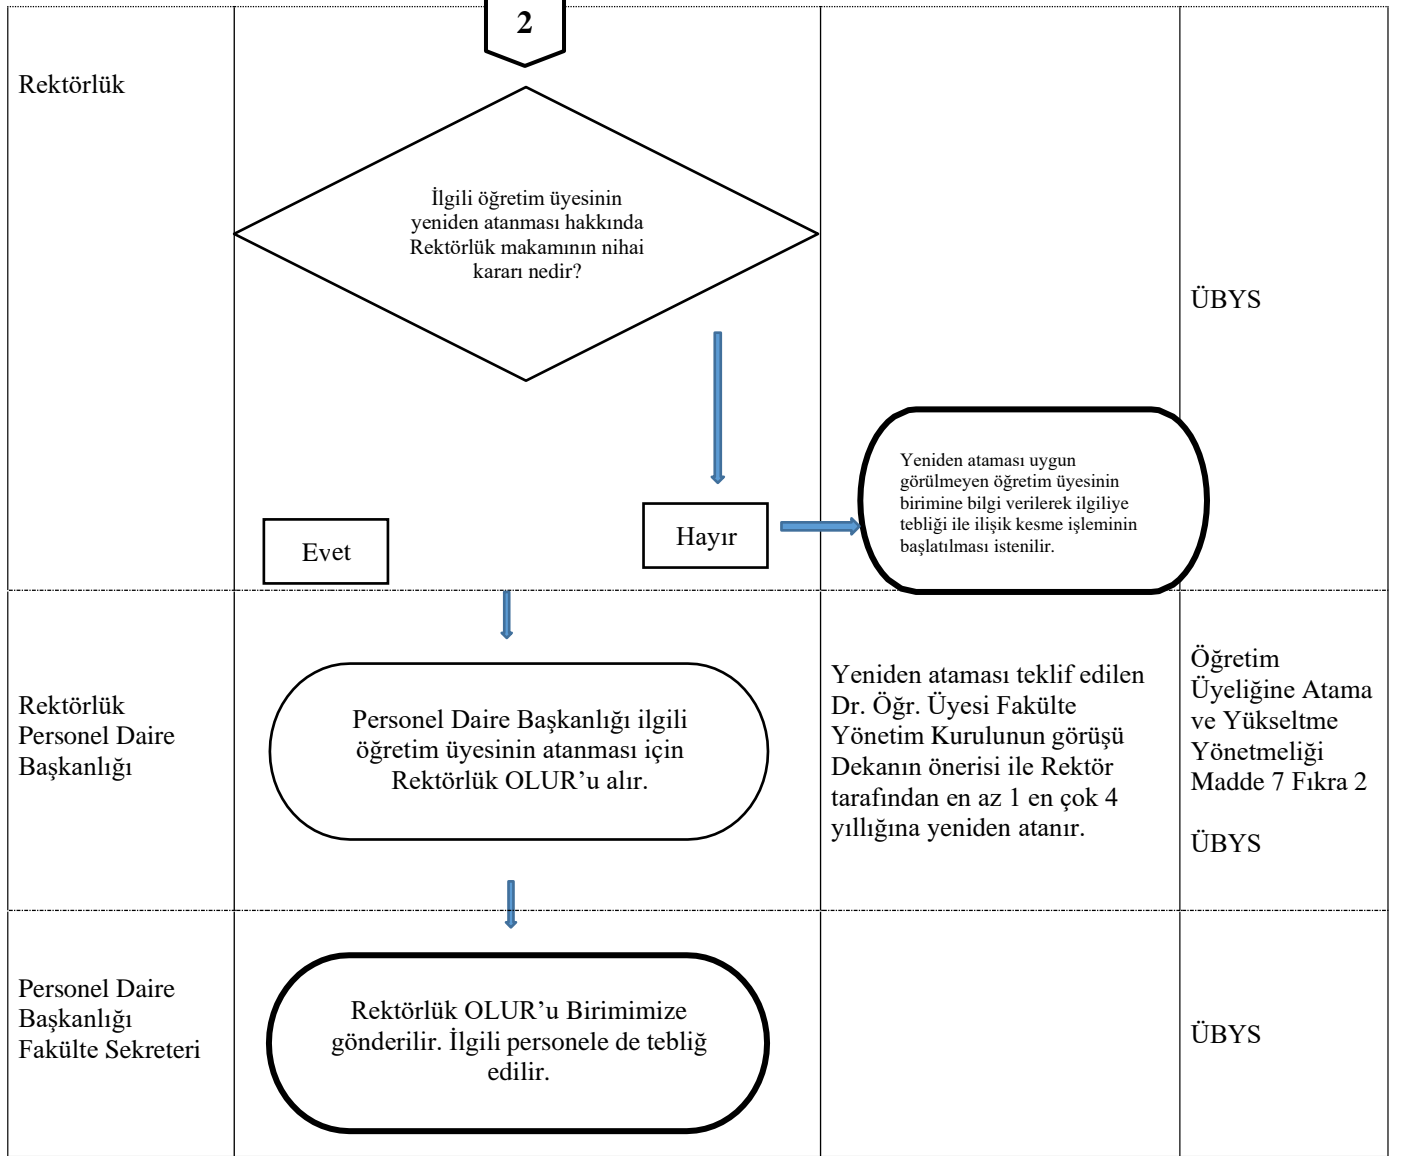 2
Rektörlük
İlgili öğretim üyesinin
yeniden atanması hakkında
Rektörlük makamının nihai
kararı nedir?
ÜBYS
Yeniden ataması uygun
görülmeyen öğretim üyesinin
birimine bilgi verilerek ilgiliye
tebliği ile ilişik kesme işleminin
başlatılması istenilir.
Hayır
Evet
Rektörlük
Personel Daire
Başkanlığı
Personel Daire Başkanlığı ilgili
öğretim üyesinin atanması için
Rektörlük OLUR’u alır.
Yeniden ataması teklif edilen
Dr. Öğr. Üyesi Fakülte
Yönetim Kurulunun görüşü
Dekanın önerisi ile Rektör
tarafından en az 1 en çok 4
yıllığına yeniden atanır.
Öğretim
Üyeliğine Atama
ve Yükseltme
Yönetmeliği
Madde 7 Fıkra 2
ÜBYS
Personel Daire
Başkanlığı
Fakülte Sekreteri
Rektörlük OLUR’u Birimimize
gönderilir. İlgili personele de tebliğ
edilir.
ÜBYS